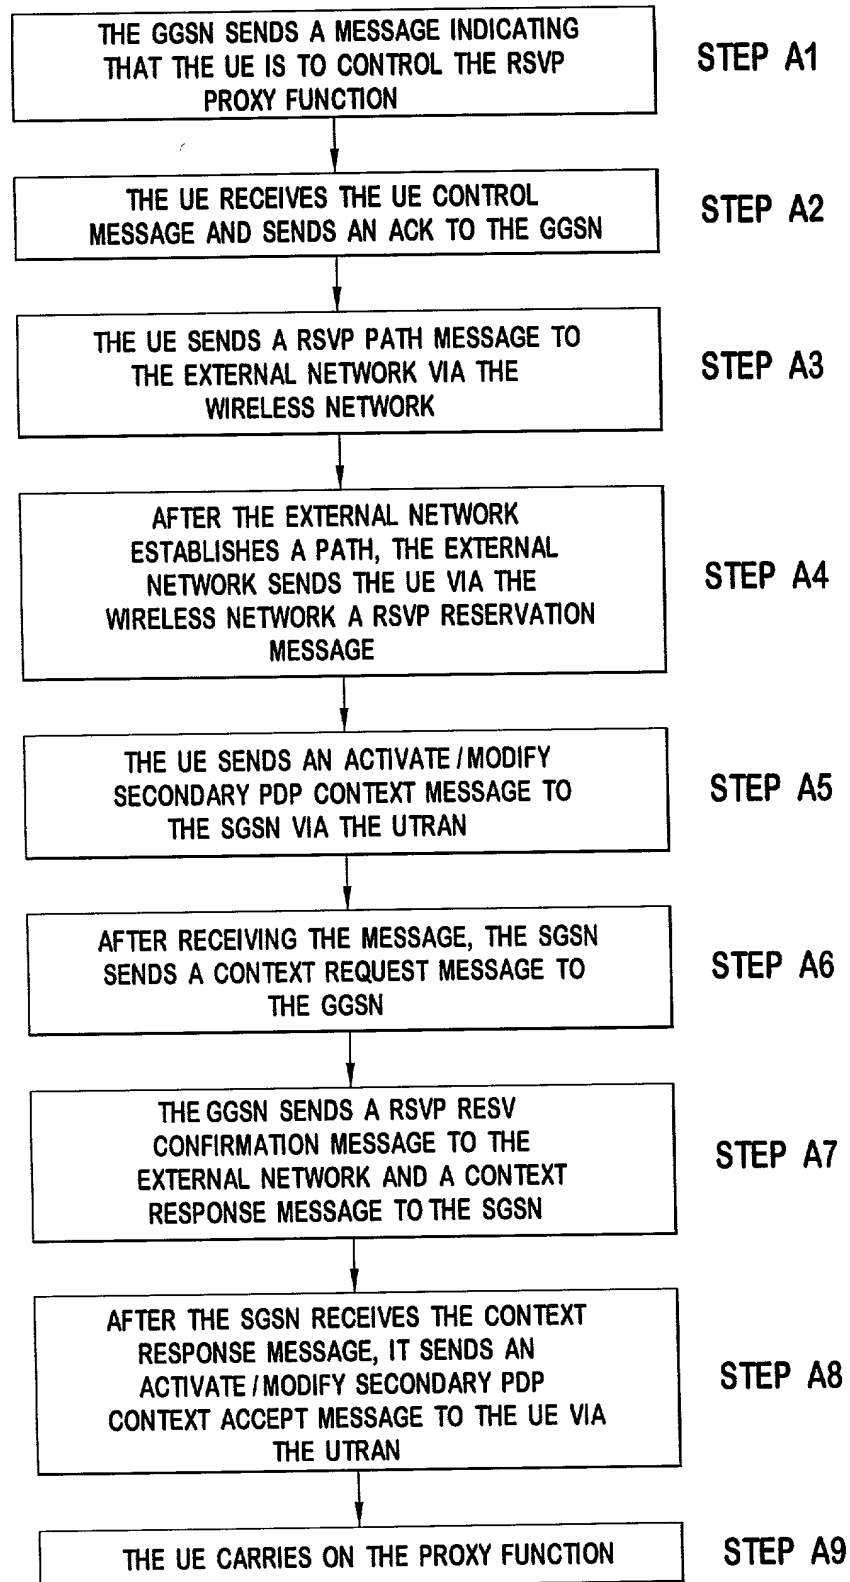 THE GGSN SENDS A MESSAGE INDICATING
THAT THE UE IS TO CONTROL THE RSVP
PROXY FUNCTION
STEP A1
THE UE RECEIVES THE UE CONTROL
MESSAGE AND SENDS AN ACK TO THE GGSN
STEP A2
THE UE SENDS A RSVP PATH MESSAGE TO
THE EXTERNAL NETWORK VIA THE
WIRELESS NETWORK
STEP A3
AFTER THE EXTERNAL NETWORK
ESTABLISHES A PATH, THE EXTERNAL
NETWORK SENDS THE UE VIA THE
WIRELESS NETWORK A RSVP RESERVATION
MESSAGE
STEP A4
THE UE SENDS AN ACTIVATE/MODIFY
SECONDARY PDP CONTEXT MESSAGE TO
THE SGSN VIA THE UTRAN
STEP A5
AFTER RECEIVING THE MESSAGE, THE SGSN
SENDS A CONTEXT REQUEST MESSAGE TO
THE GGSN
STEP A6
THE GGSN SENDS A RSVP RESV
CONFIRMATION MESSAGE TO THE
EXTERNAL NETWORK AND A CONTEXT
RESPONSE MESSAGE TO THE SGSN
STEP A7
AFTER THE SGSN RECEIVES THE CONTEXT
RESPONSE MESSAGE, IT SENDS AN
ACTIVATE/MODIFY SECONDARY PDP
CONTEXT ACCEPT MESSAGE TO THE UE VIA
THE UTRAN
STEP A8
THE UE CARRIES ON THE PROXY FUNCTION
STEP A9